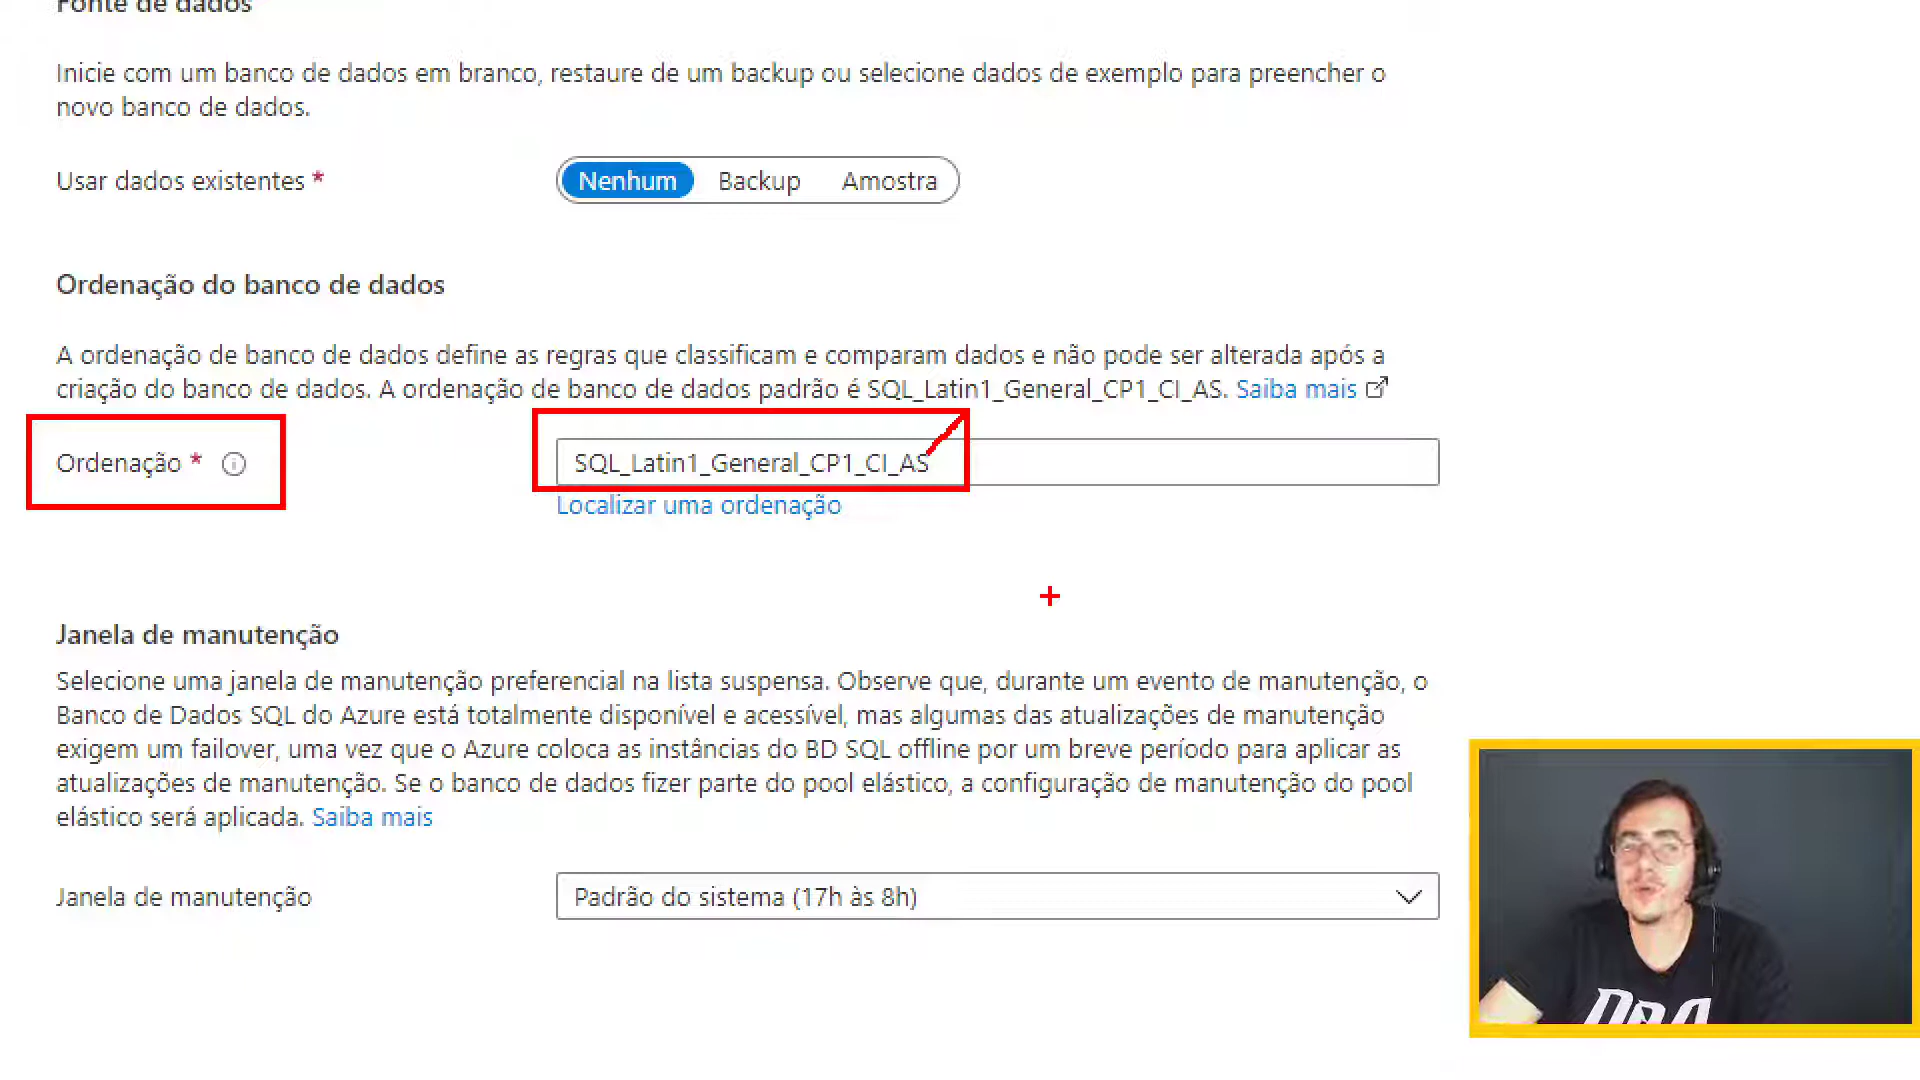 Fonte de dados
Inicie com um banco de dados em branco, restaure de um backup ou selecione dados de exemplo para preencher o
novo banco de dados.
Usar dados existentes * Nenhum Backup Amostra
Ordenação do banco de dados
A ordenação de banco de dados define as regras que classificam e comparam dados e não pode ser alterada após a
criação do banco de dados. A ordenação de banco de dados padrão é SQL_Latin1_General_CP1_CI_AS. Saiba mais
Ordenação * SQL_Latin1_General_CP1_CI_AS
Localizar uma ordenação
Janela de manutenção
Selecione uma janela de manutenção preferencial na lista suspensa. Observe que, durante um evento de manutenção, o
Banco de Dados SQL do Azure está totalmente disponível e acessível, mas algumas das atualizações de manutenção
exigem um failover, uma vez que o Azure coloca as instâncias do BD SQL offline por um breve período para aplicar as
atualizações de manutenção. Se o banco de dados fizer parte do pool elástico, a configuração de manutenção do pool
elástico será aplicada. Saiba mais
Janela de manutenção Padrão do sistema (17h às 8h)